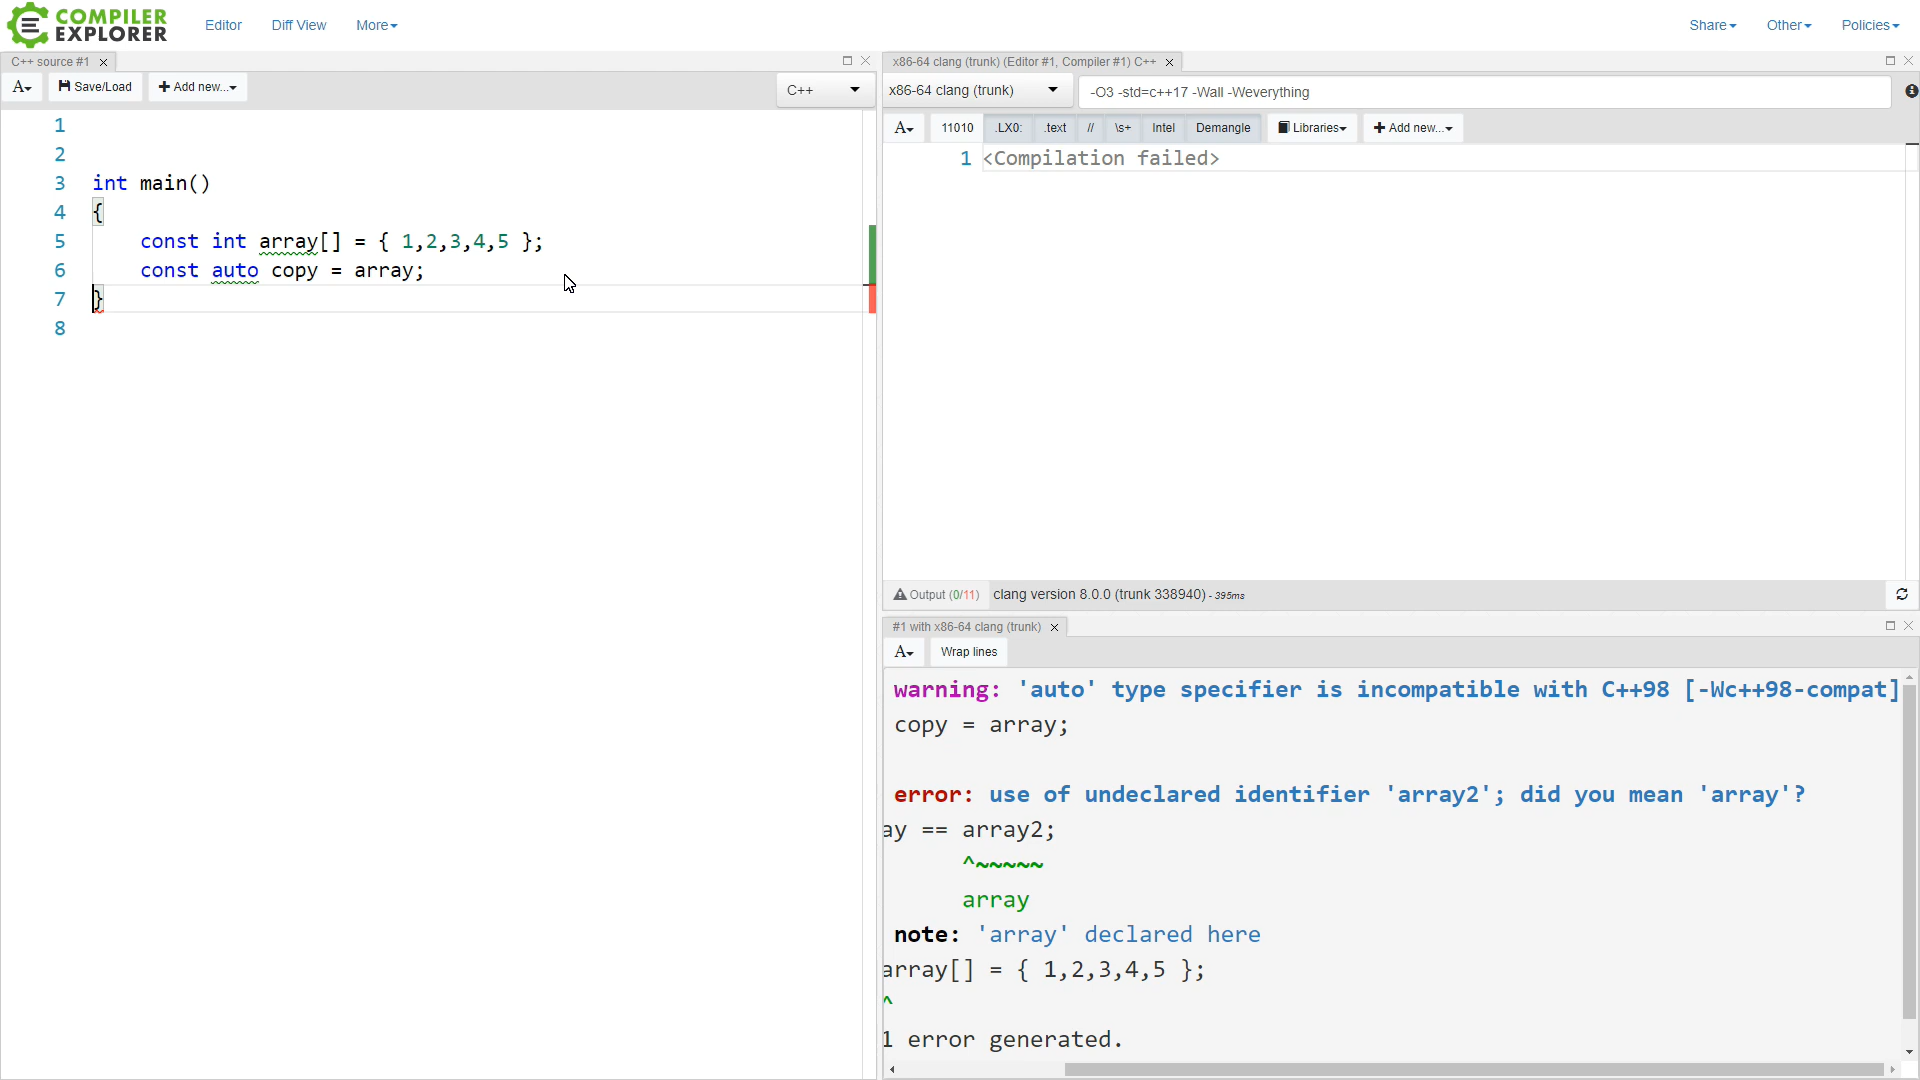 COMPILER
EXPLORER
Editor Diff View More
Share Other Policies
C++ source #1
A Save/Load Add new... C++
1
2
3 int main()
4 {
5 const int array[] = { 1,2,3,4,5 };
6 const auto copy = array;
7 }
8
x86-64 clang (trunk) (Editor #1, Compiler #1) C++
x86-64 clang (trunk) -O3 -std=c++17 -Wall -Weverything
A 11010 .LX0: .text // \s+ Intel Demangle Libraries Add new...
1 <Compilation failed>
Output (0/11) clang version 8.0.0 (trunk 338940) - 395ms
#1 with x86-64 clang (trunk)
A Wrap lines
warning: 'auto' type specifier is incompatible with C++98 [-Wc++98-compat]
copy = array;
error: use of undeclared identifier 'array2'; did you mean 'array'?
ay == array2;
^~~~~~
array
note: 'array' declared here
array[] = { 1,2,3,4,5 };
^
1 error generated.